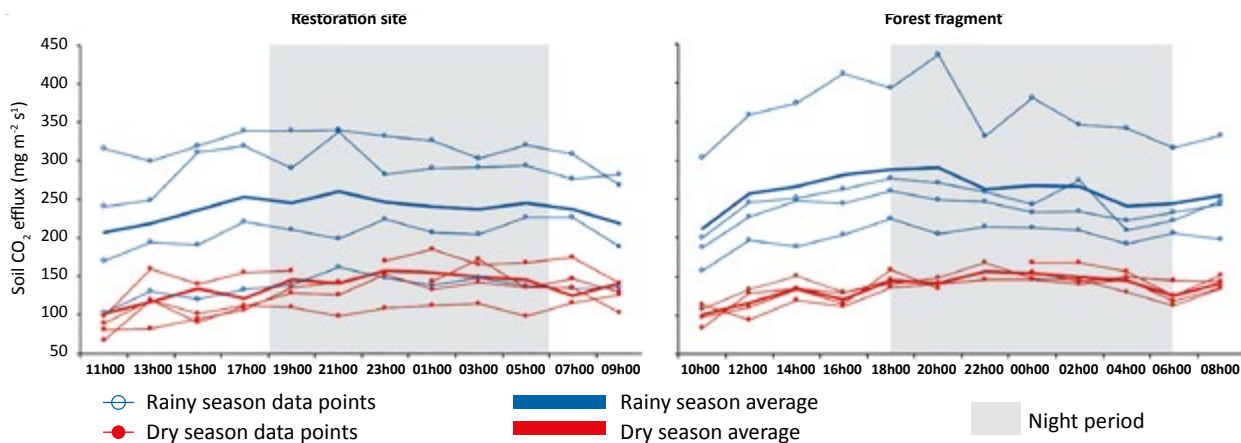 Restoration site
Forest fragment
Soil CO2 efflux (mg m-2 s1)
450
400
350
300
250
200
150
100
50
11h00 13h00 15h00 17h00 19h00 21h00 23h00 01h00 03h00 05h00 07h00 09h00
10h00 12h00 14h00 16h00 18h00 20h00 22h00 00h00 02h00 04h00 06h00 08h00
Rainy season data points
Rainy season average
Night period
Dry season data points
Dry season average